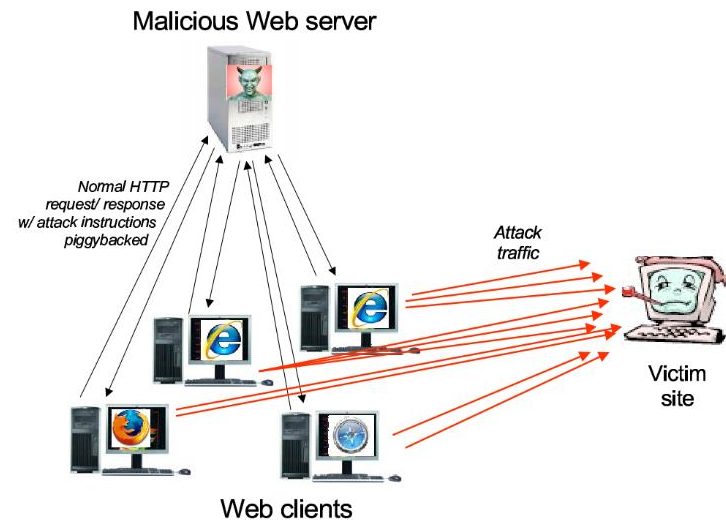 Malicious Web server
Normal HTTP
request/ response
w/ attack instructions
piggybacked
Attack
traffic
Victim
site
Web clients